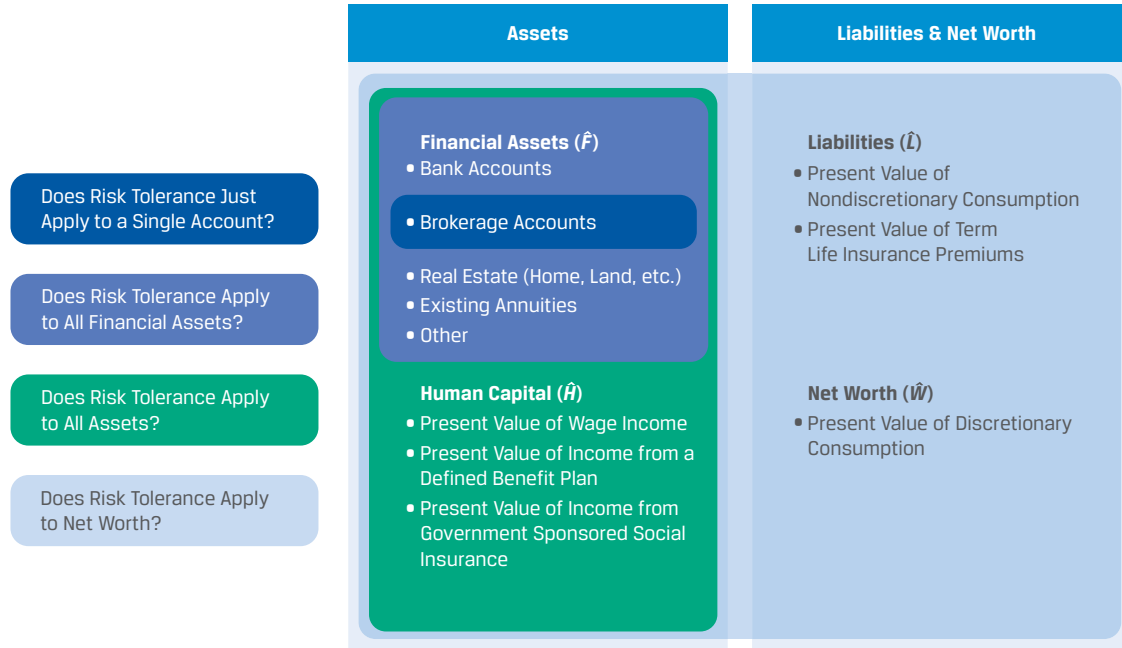 Assets
Liabilities & Net Worth
Does Risk Tolerance Just
Apply to a Single Account?
Does Risk Tolerance Apply
to All Financial Assets?
Does Risk Tolerance Apply
to All Assets?
Does Risk Tolerance Apply
to Net Worth?
Financial Assets (F̂)
• Bank Accounts
• Brokerage Accounts
• Real Estate (Home, Land, etc.)
• Existing Annuities
• Other
Human Capital (Ĥ)
• Present Value of Wage Income
• Present Value of Income from a
Defined Benefit Plan
• Present Value of Income from
Government Sponsored Social
Insurance
Liabilities (L̂)
• Present Value of
Nondiscretionary Consumption
• Present Value of Term
Life Insurance Premiums
Net Worth (Ŵ)
• Present Value of Discretionary
Consumption